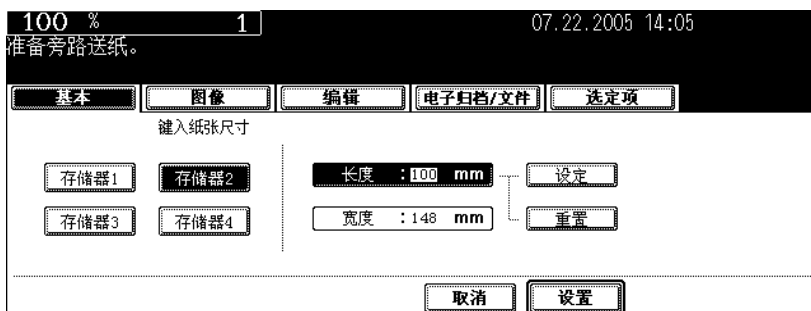 100 % 1 07.22.2005 14:05
准备旁路送纸。
基本 图像 编辑 电子归档/文件 选定项
键入纸张尺寸
存储器1 存储器2 长度 :100 mm 设定
存储器3 存储器4 宽度 :148 mm 重置
取消 设置